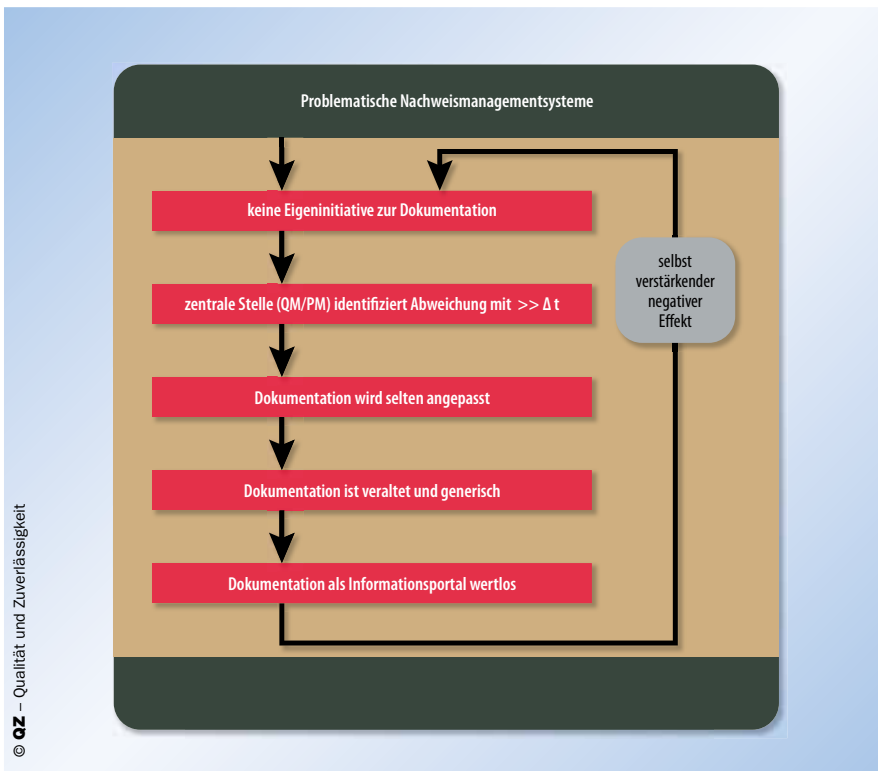 Problematische Nachweismanagementsysteme
keine Eigeninitiative zur Dokumentation
zentrale Stelle (QM/PM) identifiziert Abweichung mit >> Δ t
Dokumentation wird selten angepasst
Dokumentation ist veraltet und generisch
Dokumentation als Informationsportal wertlos
selbst
verstärkender
negativer
Effekt
© QZ – Qualität und Zuverlässigkeit